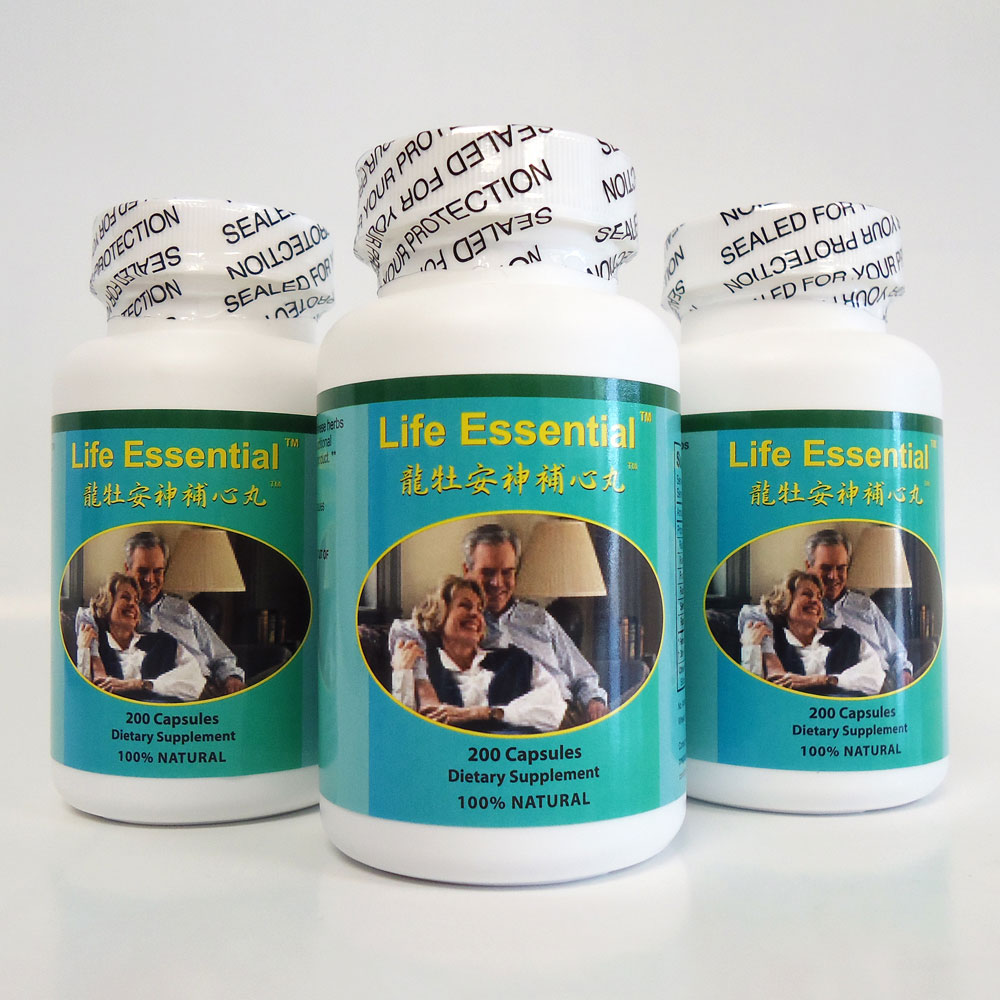 SEALED FOR YOUR PROTECTION
Life Essential™
龍牡安神補心丸
200 Capsules
Dietary Supplement
100% NATURAL
SEALED FOR YOUR PROTECTION
Life Essential™
龍牡安神補心丸
200 Capsules
Dietary Supplement
100% NATURAL
SEALED FOR YOUR PROTECTION
Life Essential™
龍牡安神補心丸
200 Capsules
Dietary Supplement
100% NATURAL